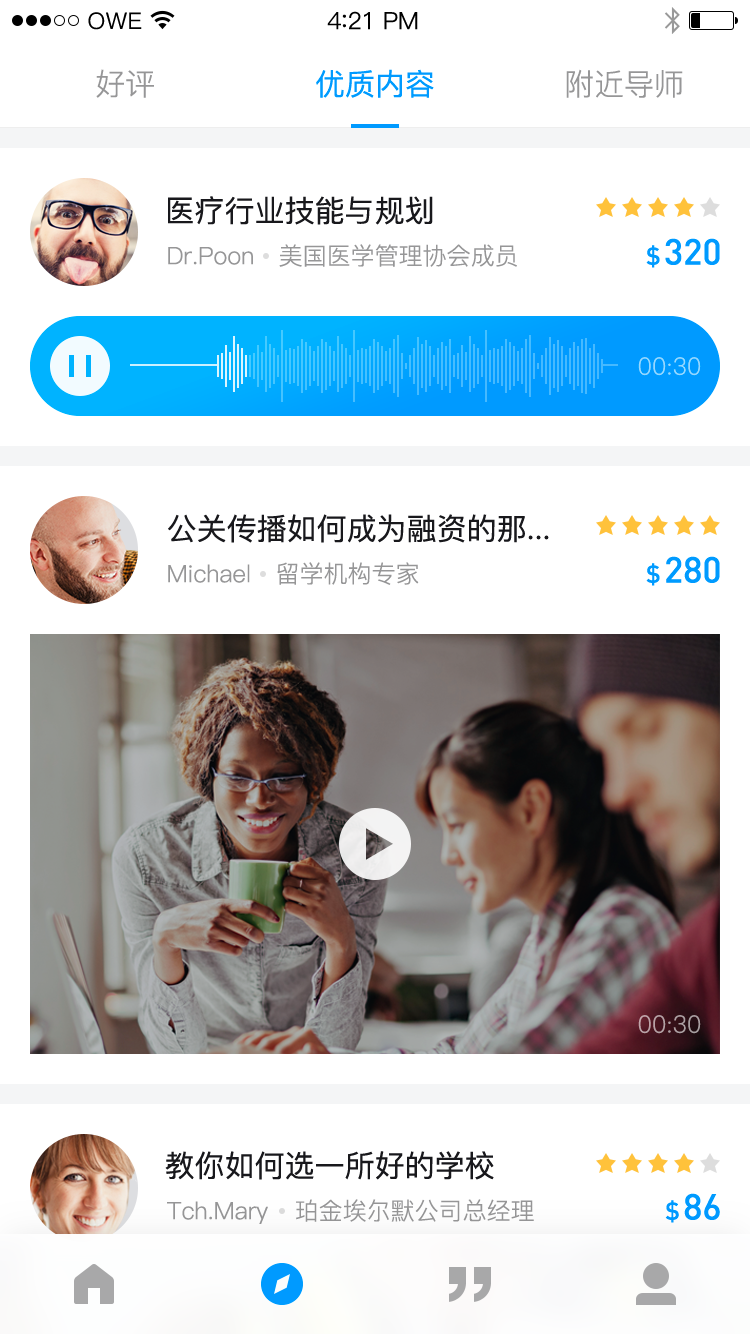 OWE 4:21 PM
好评 优质内容 附近导师
医疗行业技能与规划
Dr.Poon • 美国医学管理协会成员
$320
00:30
公关传播如何成为融资的那...
Michael • 留学机构专家
$280
00:30
教你如何选一所好的学校
Tch.Mary • 珀金埃尔默公司总经理
$86